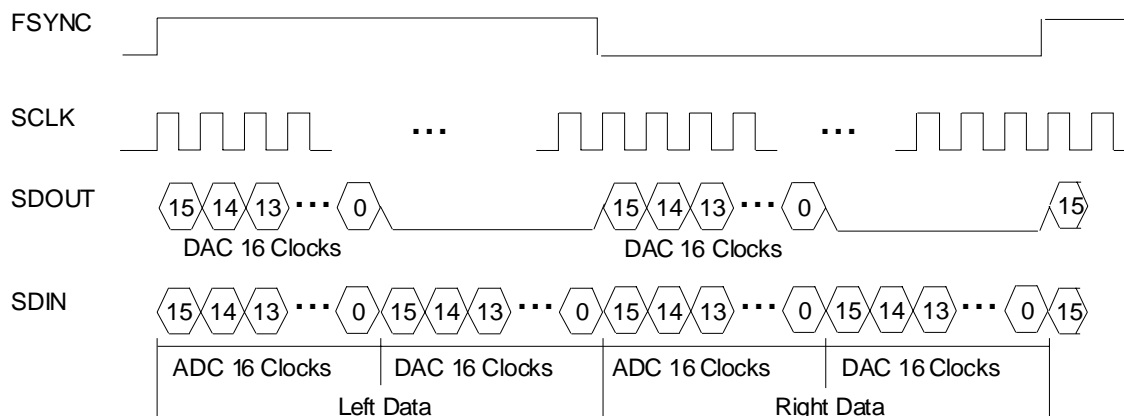 FSYNC
SCLK
... ...
SDOUT 15 14 13 ... 0 15 14 13 ... 0 15
DAC 16 Clocks DAC 16 Clocks
SDIN 15 14 13 ... 0 15 14 13 ... 0 15 14 13 ... 0 15 14 13 ... 0 15
ADC 16 Clocks DAC 16 Clocks ADC 16 Clocks DAC 16 Clocks
Left Data Right Data